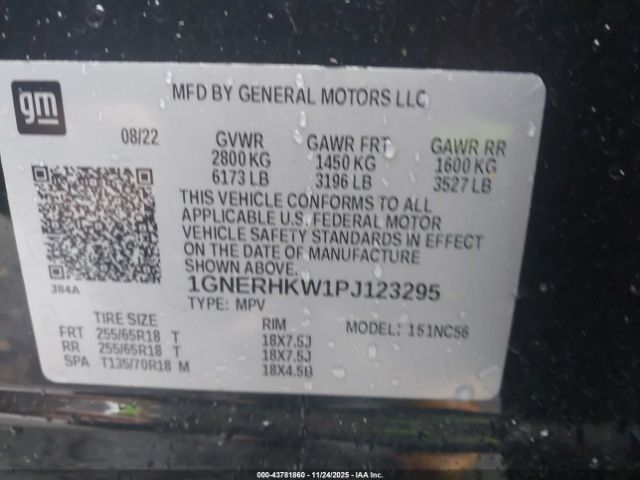 gm
MFD BY GENERAL MOTORS LLC
08/22 GVWR GAWR FRT GAWR RR
2800 KG 1450 KG 1600 KG
6173 LB 3196 LB 3527 LB
THIS VEHICLE CONFORMS TO ALL
APPLICABLE U.S. FEDERAL MOTOR
VEHICLE SAFETY STANDARDS IN EFFECT
ON THE DATE OF MANUFACTURE
SHOWN ABOVE.
384A
1GNERHKW1PJ123295
TYPE: MPV
TIRE SIZE RIM MODEL: 151NC56
FRT 255/65R18 T 18X7.5J
RR 255/65R18 T 18X7.5J
SPA T135/70R18 M 18X4.5B
000-43781860 - 11/24/2025 - IAA Inc.